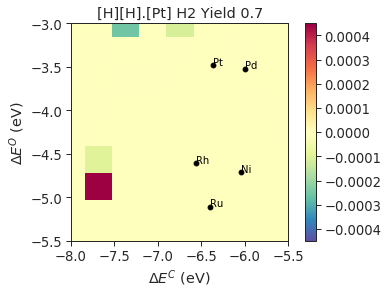 [H][H].[Pt] H2 Yield 0.7
−3.0
−3.5
−4.0
−4.5
−5.0
−5.5
ΔE^O (eV)
Pt
Pd
Rh
Ni
Ru
−8.0 −7.5 −7.0 −6.5 −6.0 −5.5
ΔE^C (eV)
0.0004
0.0003
0.0002
0.0001
0.0000
−0.0001
−0.0002
−0.0003
−0.0004